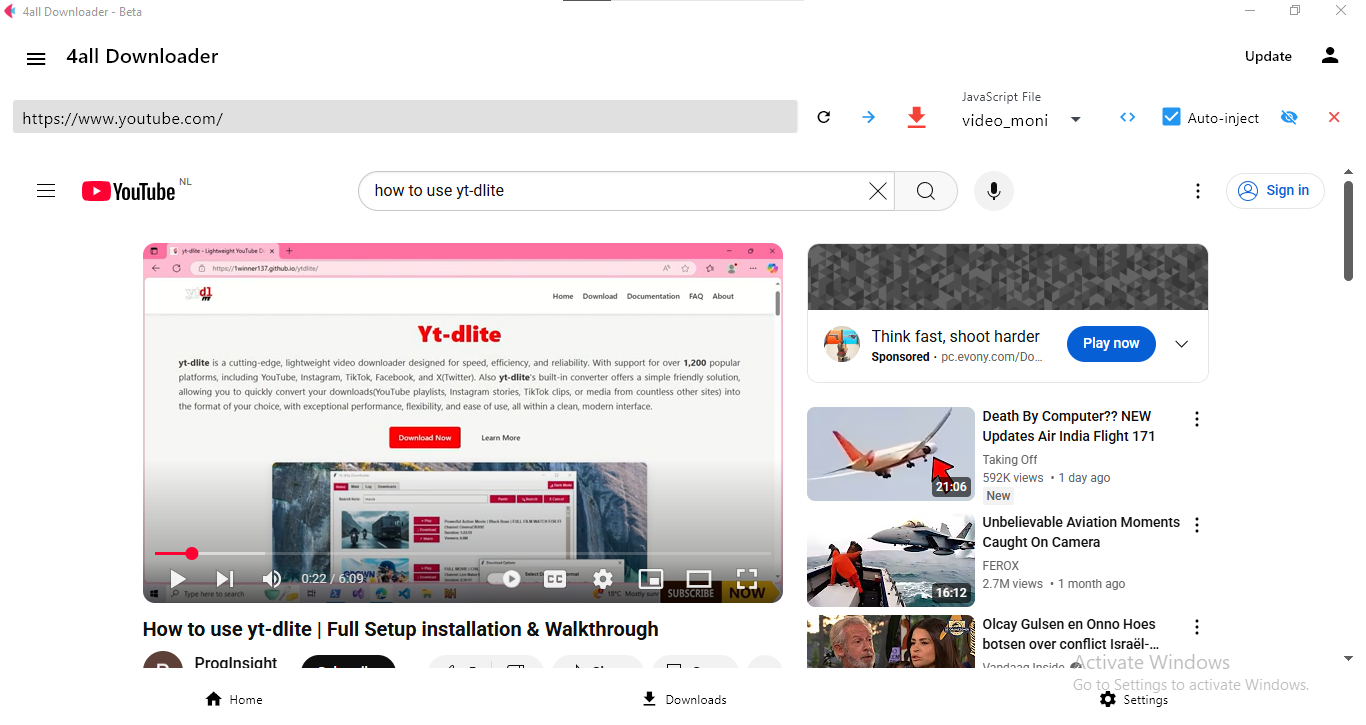 4all Downloader - Beta
4all Downloader
Update
https://www.youtube.com/
JavaScript File
video_moni
Auto-inject
YouTube NL
how to use yt-dlite
Sign in
yt-dlite - Lightweight YouTube D
https://1winner137.github.io/ytdlite/
Home Download Documentation FAQ About
Yt-dlite
yt-dlite is a cutting-edge, lightweight video downloader designed for speed, efficiency, and reliability. With support for over 1,200 popular
platforms, including YouTube, Instagram, TikTok, Facebook, and X(Twitter). Also yt-dlite's built-in converter offers a simple friendly solution,
allowing you to quickly convert your downloads(YouTube playlists, Instagram stories, TikTok clips, or media from countless other sites) into
the format of your choice, with exceptional performance, flexibility, and ease of use, all within a clean, modern interface.
Download Now Learn More
0:22 / 6:09
CC
Type here to search
18°C Mostly sunny
SUBSCRIBE NOW
How to use yt-dlite | Full Setup installation & Walkthrough
ProgInsight
Think fast, shoot harder
Sponsored · pc.evony.com/Do...
Play now
21:06
Death By Computer?? NEW
Updates Air India Flight 171
Taking Off
592K views • 1 day ago
New
16:12
Unbelievable Aviation Moments
Caught On Camera
FEROX
2.7M views • 1 month ago
Olcay Gulsen en Onno Hoes
botsen over conflict Israël-...
Vandaag Inside
Activate Windows
Go to Settings to activate Windows.
Home
Downloads
Settings